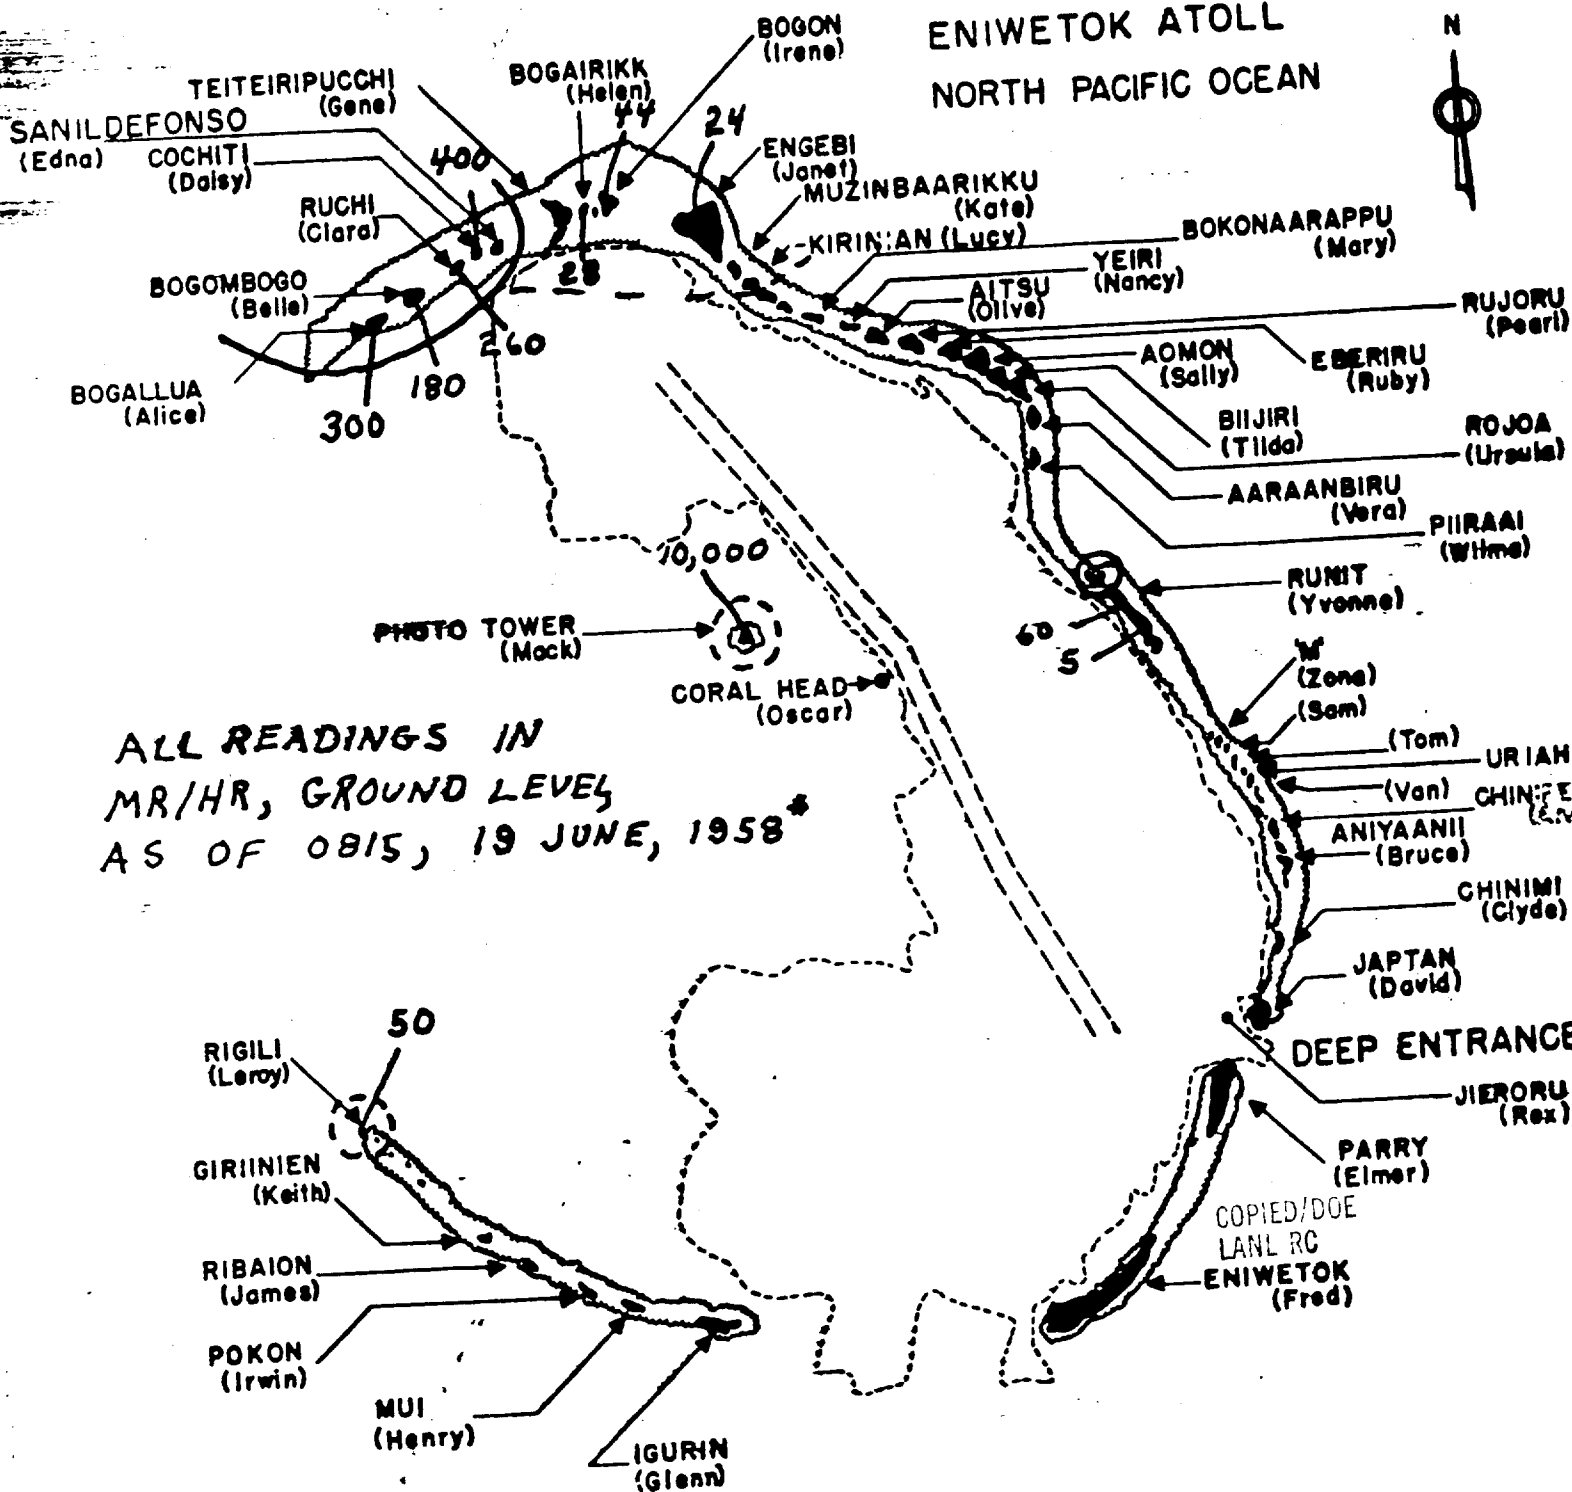 ENIWETOK ATOLL
NORTH PACIFIC OCEAN
N
BOGON
(Irene)
BOGAIRIKK
(Helen)
TEITEIRIPUCCHI
(Gene)
SANILDEFONSO
(Edna)
COCHITI
(Daisy)
RUCHI
(Clara)
BOGOMBOGO
(Belle)
BOGALLUA
(Alice)
400
44
24
28
260
180
300
ENGEBI
(Janet)
MUZINBAARIKKU
(Kate)
KIRINIAN (Lucy)
BOKONAARAPPU
(Mary)
YEIRI
(Nancy)
AITSU
(Olive)
RUJORU
(Pearl)
EBERIRU
(Ruby)
AOMON
(Sally)
BIIJIRI
(Tilda)
ROJOA
(Ursula)
AARAANBIRU
(Vera)
PIIRAAI
(Wilma)
RUNIT
(Yvonne)
10,000
PHOTO TOWER
(Mack)
CORAL HEAD
(Oscar)
60
5
"M"
(Zona)
(Sam)
(Tom)
URIAH
(Van)
ANIYAANII
(Bruce)
CHINIMI
(Clyde)
JAPTAN
(David)
DEEP ENTRANCE
JIERORU
(Rex)
PARRY
(Elmer)
ALL READINGS IN
MR/HR, GROUND LEVEL,
AS OF 0815, 19 JUNE, 1958*
50
RIGILI
(Leroy)
GIRIINIEN
(Keith)
RIBAION
(James)
POKON
(Irwin)
MUI
(Henry)
IGURIN
(Glenn)
COPIED/DOE
LANL RC
ENIWETOK
(Fred)